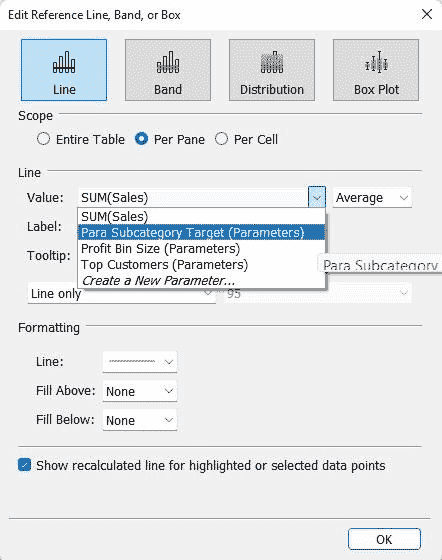 Edit Reference Line, Band, or Box
Line Band Distribution Box Plot
Scope
Entire Table Per Pane Per Cell
Line
Value: SUM(Sales) Average
SUM(Sales)
Label: Para Subcategory Target (Parameters)
Profit Bin Size (Parameters)
Tooltip: Top Customers (Parameters)
Para Subcategory
Create a New Parameter...
Line only 95
Formatting
Line:
Fill Above: None
Fill Below: None
Show recalculated line for highlighted or selected data points
OK